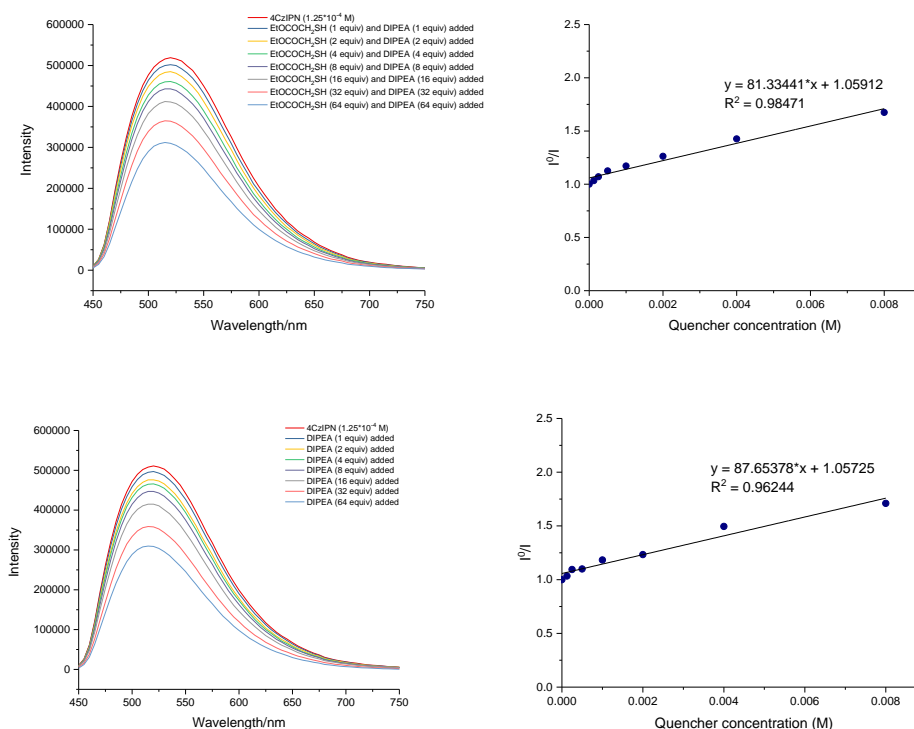 600000
500000
400000
300000
200000
100000
0
Intensity
450 500 550 600 650 700 750
Wavelength/nm
4CzIPN (1.25*10⁻⁴ M)
EtOCOCH₂SH (1 equiv) and DIPEA (1 equiv) added
EtOCOCH₂SH (2 equiv) and DIPEA (2 equiv) added
EtOCOCH₂SH (4 equiv) and DIPEA (4 equiv) added
EtOCOCH₂SH (8 equiv) and DIPEA (8 equiv) added
EtOCOCH₂SH (16 equiv) and DIPEA (16 equiv) added
EtOCOCH₂SH (32 equiv) and DIPEA (32 equiv) added
EtOCOCH₂SH (64 equiv) and DIPEA (64 equiv) added
2.5
2.0
1.5
1.0
0.5
0.0
I⁰/I
y = 81.33441*x + 1.05912
R² = 0.98471
0.000 0.002 0.004 0.006 0.008
Quencher concentration (M)
600000
500000
400000
300000
200000
100000
0
Intensity
450 500 550 600 650 700 750
Wavelength/nm
4CzIPN (1.25*10⁻⁴ M)
DIPEA (1 equiv) added
DIPEA (2 equiv) added
DIPEA (4 equiv) added
DIPEA (8 equiv) added
DIPEA (16 equiv) added
DIPEA (32 equiv) added
DIPEA (64 equiv) added
2.5
2.0
1.5
1.0
0.5
0.0
I⁰/I
y = 87.65378*x + 1.05725
R² = 0.96244
0.000 0.002 0.004 0.006 0.008
Quencher concentration (M)